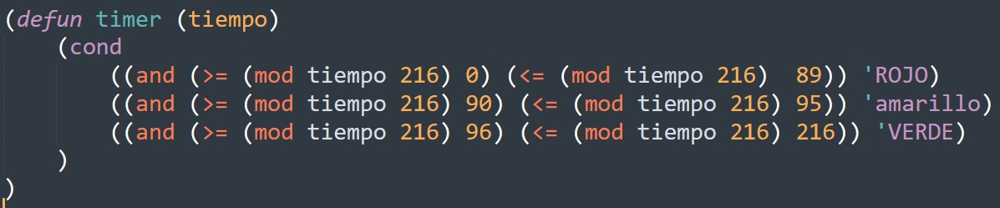 (defun timer (tiempo)
    (cond
        ((and (>= (mod tiempo 216) 0) (<= (mod tiempo 216)  89)) 'ROJO)
        ((and (>= (mod tiempo 216) 90) (<= (mod tiempo 216) 95)) 'amarillo)
        ((and (>= (mod tiempo 216) 96) (<= (mod tiempo 216) 216)) 'VERDE)
    )
)